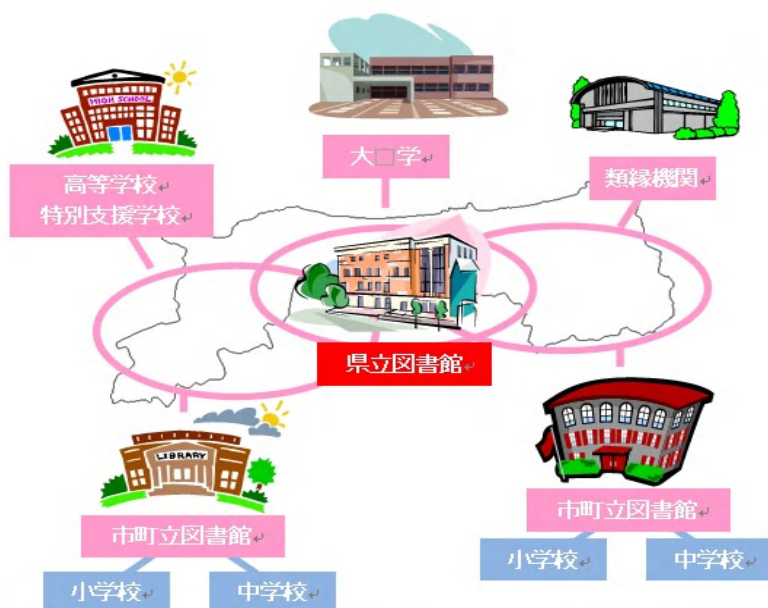 HIGH SCHOOL
大□学↵
高等学校↵
特別支援学校↵
類縁機関↵
県立図書館↵
LIBRARY
市町立図書館↵
市町立図書館↵
小学校↵
中学校↵
小学校↵
中学校↵